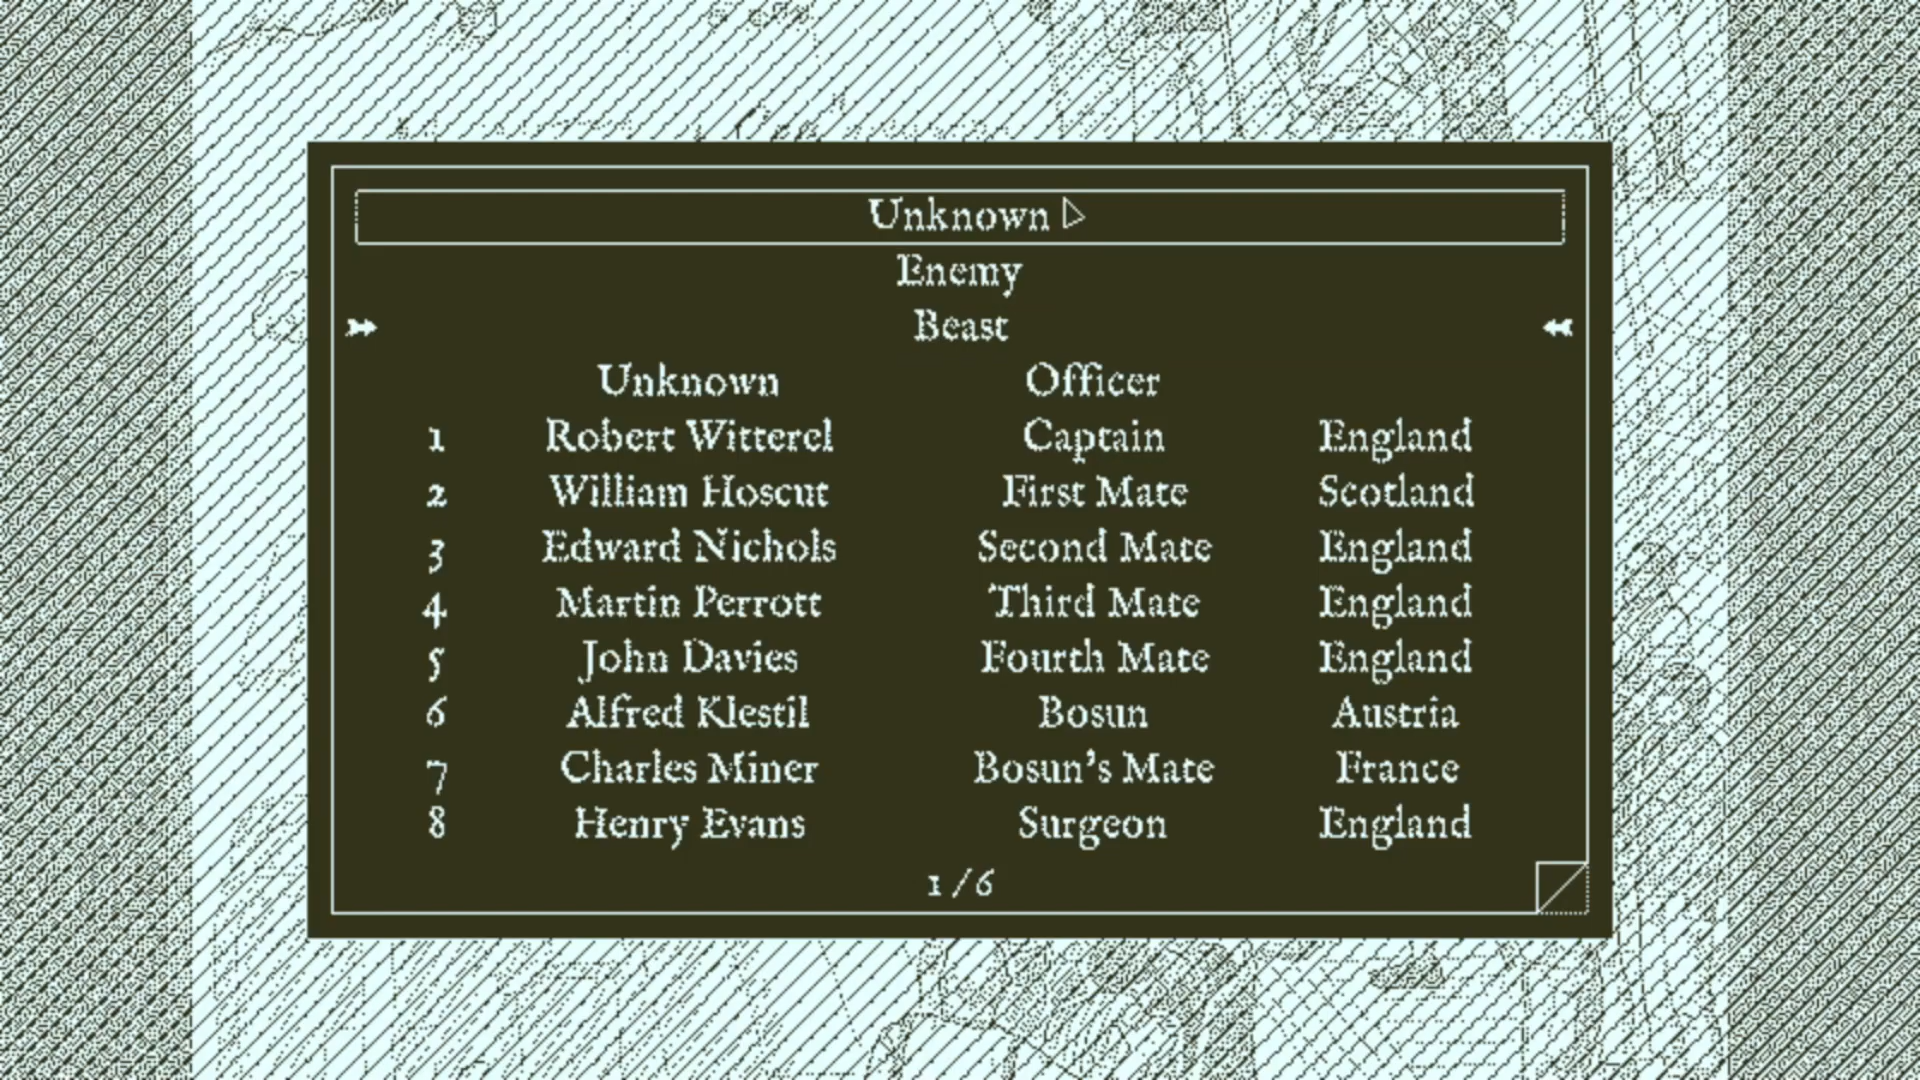 Unknown
Enemy
Beast
Unknown Officer
1 Robert Witterel Captain England
2 William Hoscut First Mate Scotland
3 Edward Nichols Second Mate England
4 Martin Perrott Third Mate England
5 John Davies Fourth Mate England
6 Alfred Klestil Bosun Austria
7 Charles Miner Bosun's Mate France
8 Henry Evans Surgeon England
1 / 6